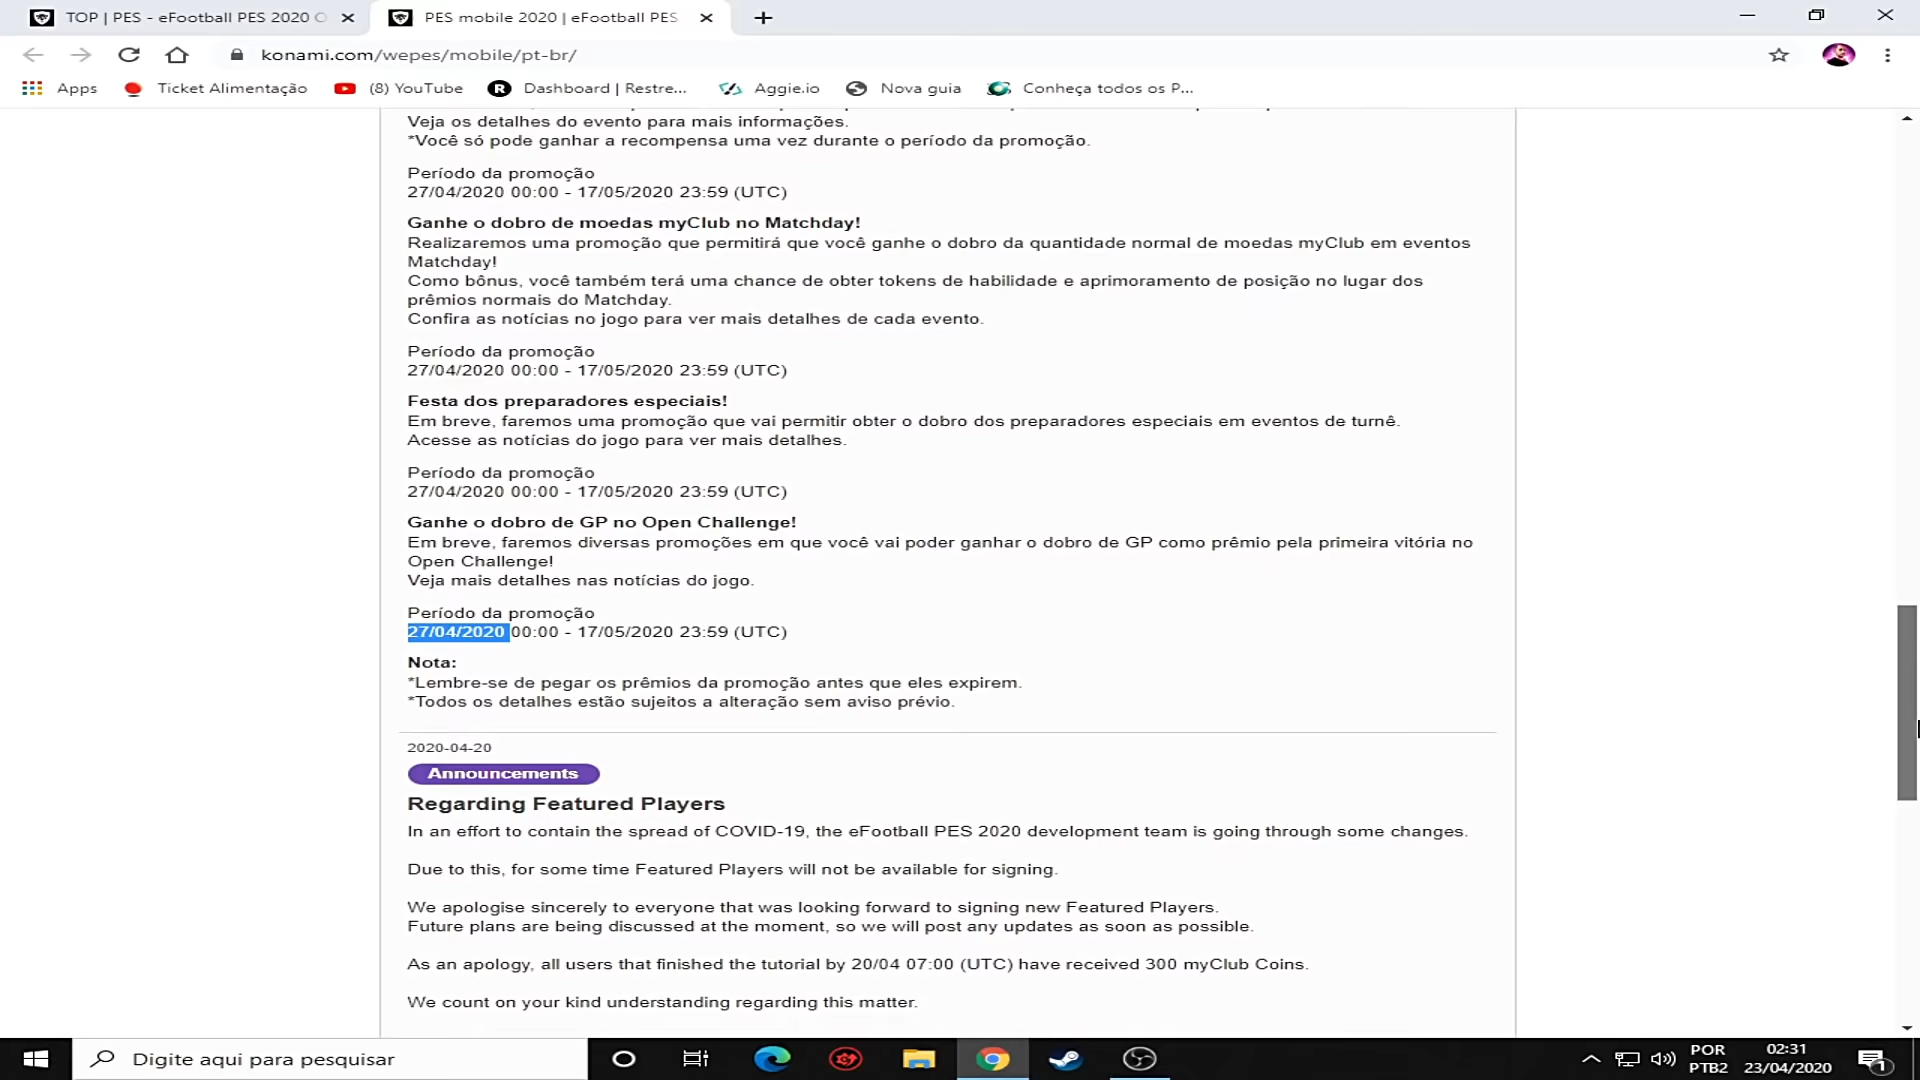 TOP | PES - eFootball PES 2020 O
PES mobile 2020 | eFootball PES
konami.com/wepes/mobile/pt-br/
Apps
Ticket Alimentação
(8) YouTube
R
Dashboard | Restre...
Aggie.io
Nova guia
Conheça todos os P...
Veja os detalhes do evento para mais informações.
*Você só pode ganhar a recompensa uma vez durante o período da promoção.
Período da promoção
27/04/2020 00:00 - 17/05/2020 23:59 (UTC)
Ganhe o dobro de moedas myClub no Matchday!
Realizaremos uma promoção que permitirá que você ganhe o dobro da quantidade normal de moedas myClub em eventos
Matchday!
Como bônus, você também terá uma chance de obter tokens de habilidade e aprimoramento de posição no lugar dos
prêmios normais do Matchday.
Confira as notícias no jogo para ver mais detalhes de cada evento.
Período da promoção
27/04/2020 00:00 - 17/05/2020 23:59 (UTC)
Festa dos preparadores especiais!
Em breve, faremos uma promoção que vai permitir obter o dobro dos preparadores especiais em eventos de turnê.
Acesse as notícias do jogo para ver mais detalhes.
Período da promoção
27/04/2020 00:00 - 17/05/2020 23:59 (UTC)
Ganhe o dobro de GP no Open Challenge!
Em breve, faremos diversas promoções em que você vai poder ganhar o dobro de GP como prêmio pela primeira vitória no
Open Challenge!
Veja mais detalhes nas notícias do jogo.
Período da promoção
27/04/2020 00:00 - 17/05/2020 23:59 (UTC)
Nota:
*Lembre-se de pegar os prêmios da promoção antes que eles expirem.
*Todos os detalhes estão sujeitos a alteração sem aviso prévio.
2020-04-20
Announcements
Regarding Featured Players
In an effort to contain the spread of COVID-19, the eFootball PES 2020 development team is going through some changes.
Due to this, for some time Featured Players will not be available for signing.
We apologise sincerely to everyone that was looking forward to signing new Featured Players.
Future plans are being discussed at the moment, so we will post any updates as soon as possible.
As an apology, all users that finished the tutorial by 20/04 07:00 (UTC) have received 300 myClub Coins.
We count on your kind understanding regarding this matter.
Digite aqui para pesquisar
POR
PTB2
02:31
23/04/2020
1